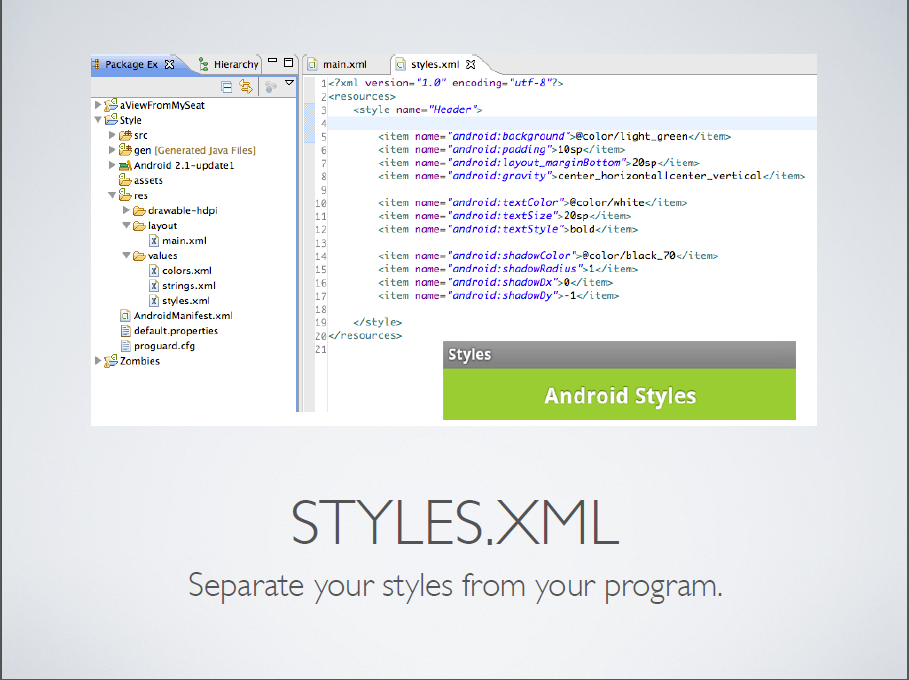 Package Ex
Hierarchy
main.xml
styles.xml
aViewFromMySeat
Style
src
gen [Generated Java Files]
Android 2.1-update1
assets
res
drawable-hdpi
layout
main.xml
values
colors.xml
strings.xml
styles.xml
AndroidManifest.xml
default.properties
proguard.cfg
Zombies
1 <?xml version="1.0" encoding="utf-8"?>
2 <resources>
3 <style name="Header">
4
5 <item name="android:background">@color/light_green</item>
6 <item name="android:padding">10sp</item>
7 <item name="android:layout_marginBottom">20sp</item>
8 <item name="android:gravity">center_horizontal|center_vertical</item>
9
10 <item name="android:textColor">@color/white</item>
11 <item name="android:textSize">20sp</item>
12 <item name="android:textStyle">bold</item>
13
14 <item name="android:shadowColor">@color/black_70</item>
15 <item name="android:shadowRadius">1</item>
16 <item name="android:shadowDx">0</item>
17 <item name="android:shadowDy">-1</item>
18
19 </style>
20 </resources>
21
Styles
Android Styles
STYLES.XML
Separate your styles from your program.